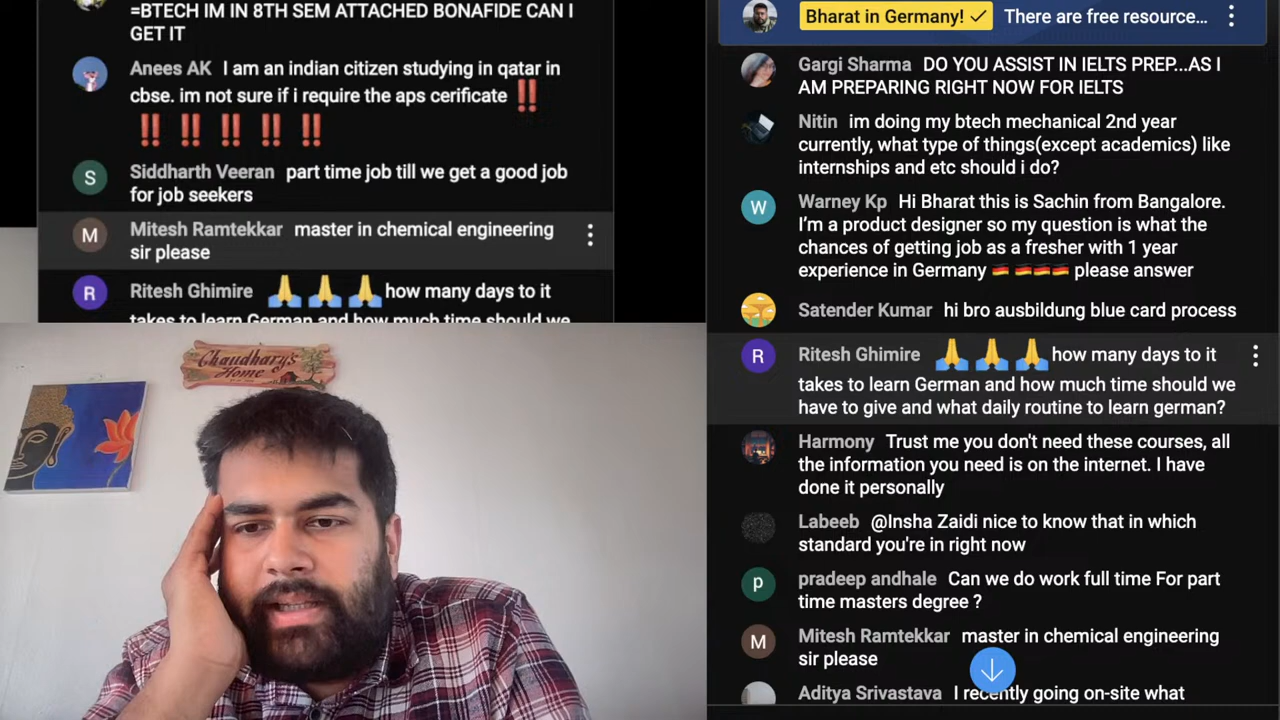 =BTECH IM IN 8TH SEM ATTACHED BONAFIDE CAN I
GET IT
Anees AK I am an indian citizen studying in qatar in
cbse. im not sure if i require the aps cerificate ‼️
‼️ ‼️ ‼️ ‼️ ‼️
S
Siddharth Veeran part time job till we get a good job
for job seekers
M
Mitesh Ramtekkar master in chemical engineering
sir please
R
Ritesh Ghimire 🙏 🙏 🙏 how many days to it
takes to learn German and how much time should we
Chaudhary's
Home
Bharat in Germany! ✓ There are free resource...
Gargi Sharma DO YOU ASSIST IN IELTS PREP...AS I
AM PREPARING RIGHT NOW FOR IELTS
Nitin im doing my btech mechanical 2nd year
currently, what type of things(except academics) like
internships and etc should i do?
W
Warney Kp Hi Bharat this is Sachin from Bangalore.
I'm a product designer so my question is what the
chances of getting job as a fresher with 1 year
experience in Germany 🇩🇪 🇩🇪🇩🇪🇩🇪 please answer
Satender Kumar hi bro ausbildung blue card process
R
Ritesh Ghimire 🙏 🙏 🙏 how many days to it
takes to learn German and how much time should we
have to give and what daily routine to learn german?
Harmony Trust me you don't need these courses, all
the information you need is on the internet. I have
done it personally
Labeeb @Insha Zaidi nice to know that in which
standard you're in right now
p
pradeep andhale Can we do work full time For part
time masters degree ?
M
Mitesh Ramtekkar master in chemical engineering
sir please
Aditya Srivastava I recently going on-site what